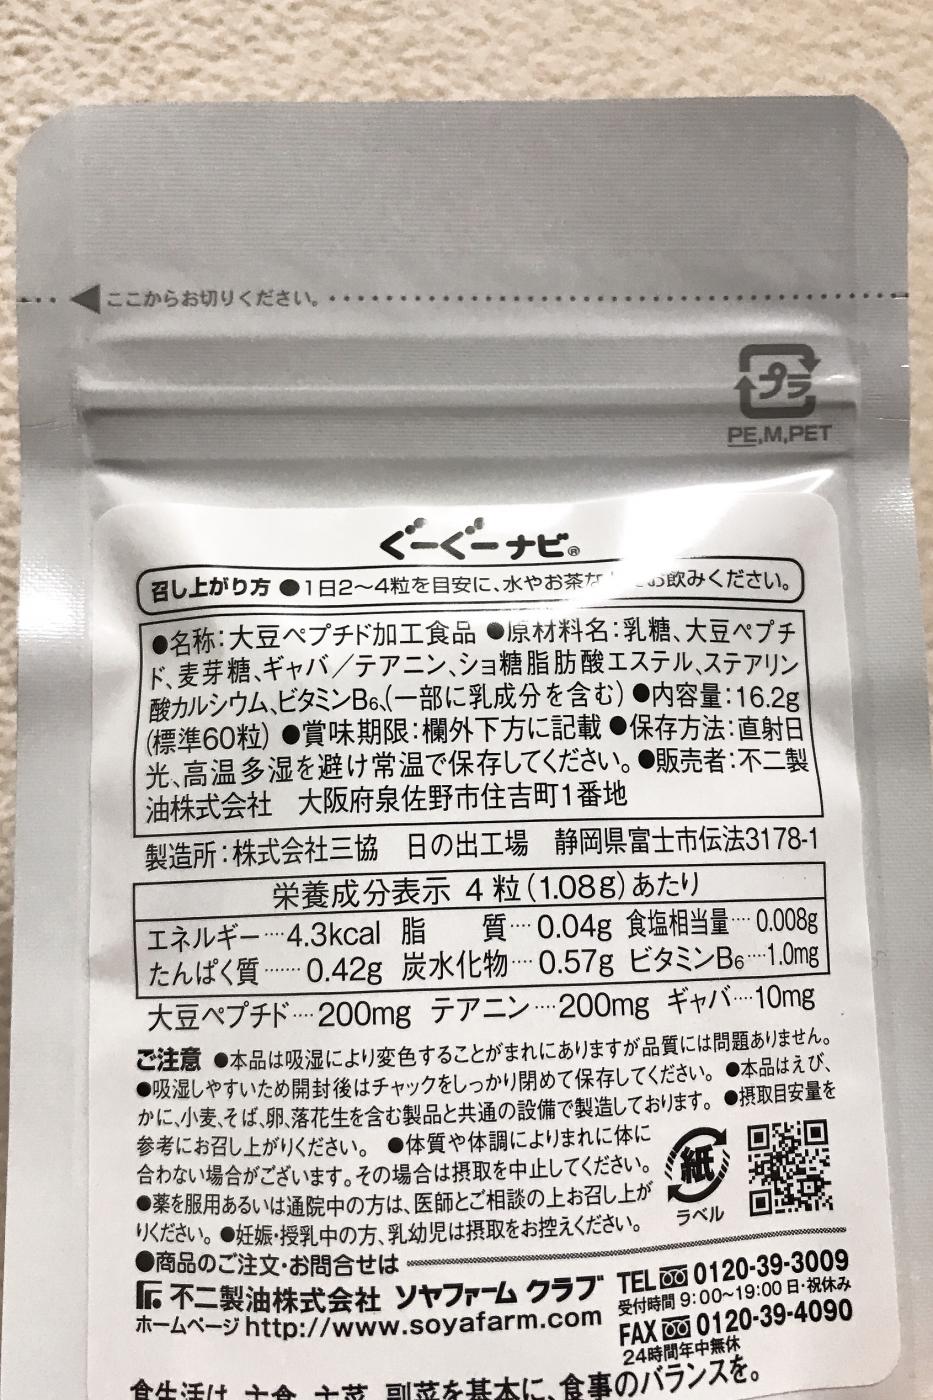 ここからお切りください。
プラ
PE,M,PET
ぐーぐーナビ®
召し上がり方 ●1日2〜4粒を目安に、水やお茶な お飲みください。
●名称:大豆ペプチド加工食品 ●原材料名:乳糖、大豆ペプチ
ド、麦芽糖、ギャバ/テアニン、ショ糖脂肪酸エステル、ステアリン
酸カルシウム、ビタミンB₆、(一部に乳成分を含む) ●内容量:16.2g
(標準60粒) ●賞味期限:欄外下方に記載 ●保存方法:直射日
光、高温多湿を避け常温で保存してください。●販売者:不二製
油株式会社 大阪府泉佐野市住吉町1番地
製造所:株式会社三協 日の出工場 静岡県富士市伝法3178-1
栄養成分表示 4粒(1.08g)あたり
エネルギー…4.3kcal 脂 質…0.04g 食塩相当量…0.008g
たんぱく質……0.42g 炭水化物…0.57g ビタミンB₆…1.0mg
大豆ペプチド…200mg テアニン…200mg ギャバ…10mg
ご注意 ●本品は吸湿により変色することがまれにありますが品質には問題ありません。
●吸湿しやすいため開封後はチャックをしっかり閉めて保存してください。 ●本品はえび、
かに、小麦、そば、卵、落花生を含む製品と共通の設備で製造しております。 ●摂取目安量を
参考にお召し上がりください。 ●体質や体調によりまれに体に
合わない場合がございます。その場合は摂取を中止してください。
●薬を服用あるいは通院中の方は、医師とご相談の上お召し上が
りください。 ●妊娠・授乳中の方、乳幼児は摂取をお控えください。
紙
ラベル
●商品のご注文・お問合せは
不二製油株式会社 ソヤファーム クラブ
ホームページ http://www.soyafarm.com
TEL 0120-39-3009
受付時間 9:00〜19:00 日・祝休み
FAX 0120-39-4090
24時間年中無休
食生活は、主食、主菜、副菜を基本に、食事のバランスを。